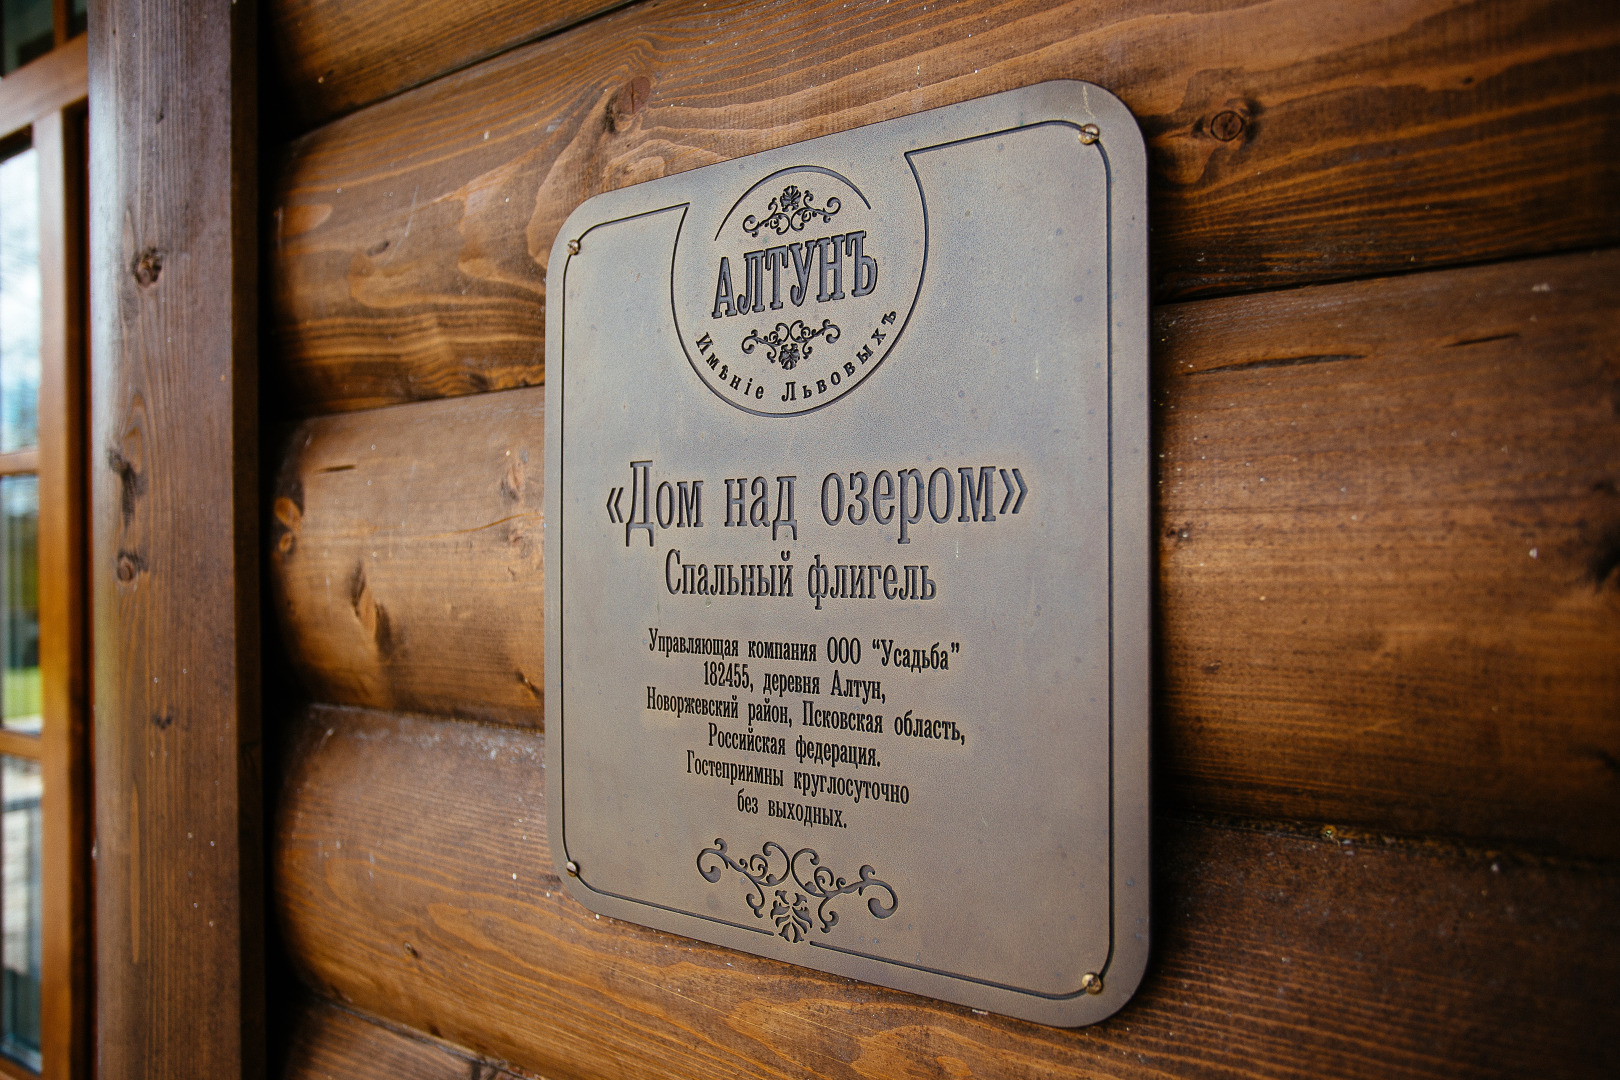 АЛТУНЪ
Имѣніе Львовыхъ
«Дом над озером»
Спальный флигель
Управляющая компания ООО “Усадьба”
182455, деревня Алтун,
Новоржевский район, Псковская область,
Российская федерация.
Гостеприимны круглосуточно
без выходных.